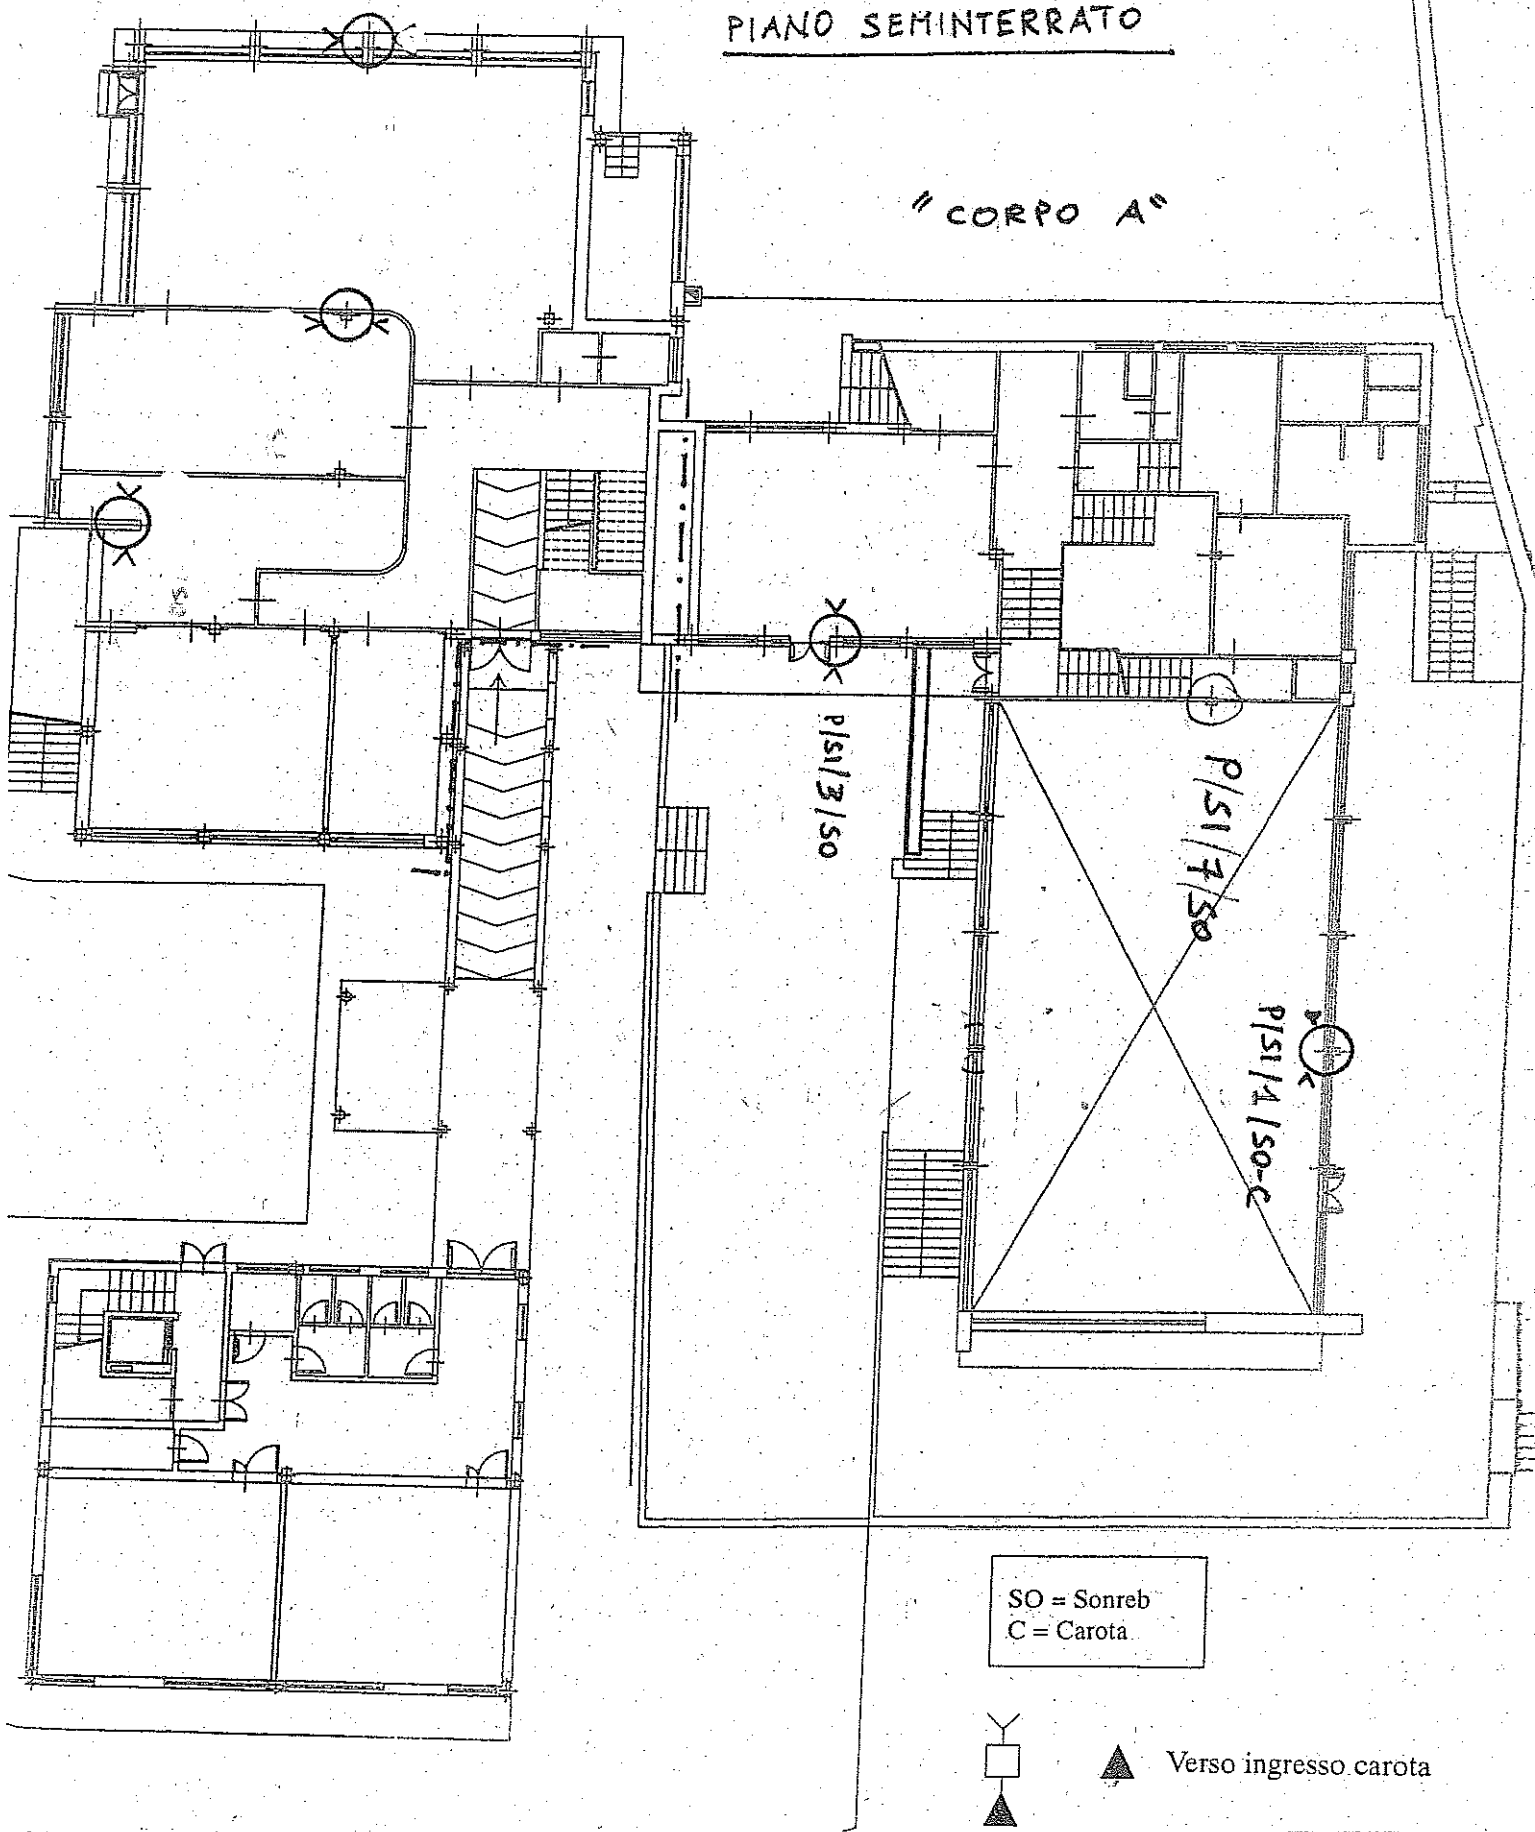 PIANO SEMINTERRATO
"CORPO A"
P/S1/3/SO
P/S1/7/SO
P/S1/1/SO-C
SO = Sonreb
C = Carota
Verso ingresso carota